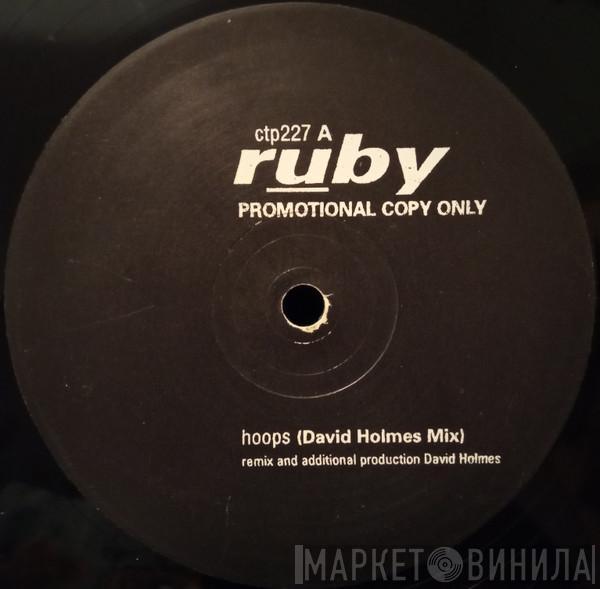 ctp227 A
ruby
PROMOTIONAL COPY ONLY
hoops (David Holmes Mix)
remix and additional production David Holmes
МАРКЕТ ВИНИЛА